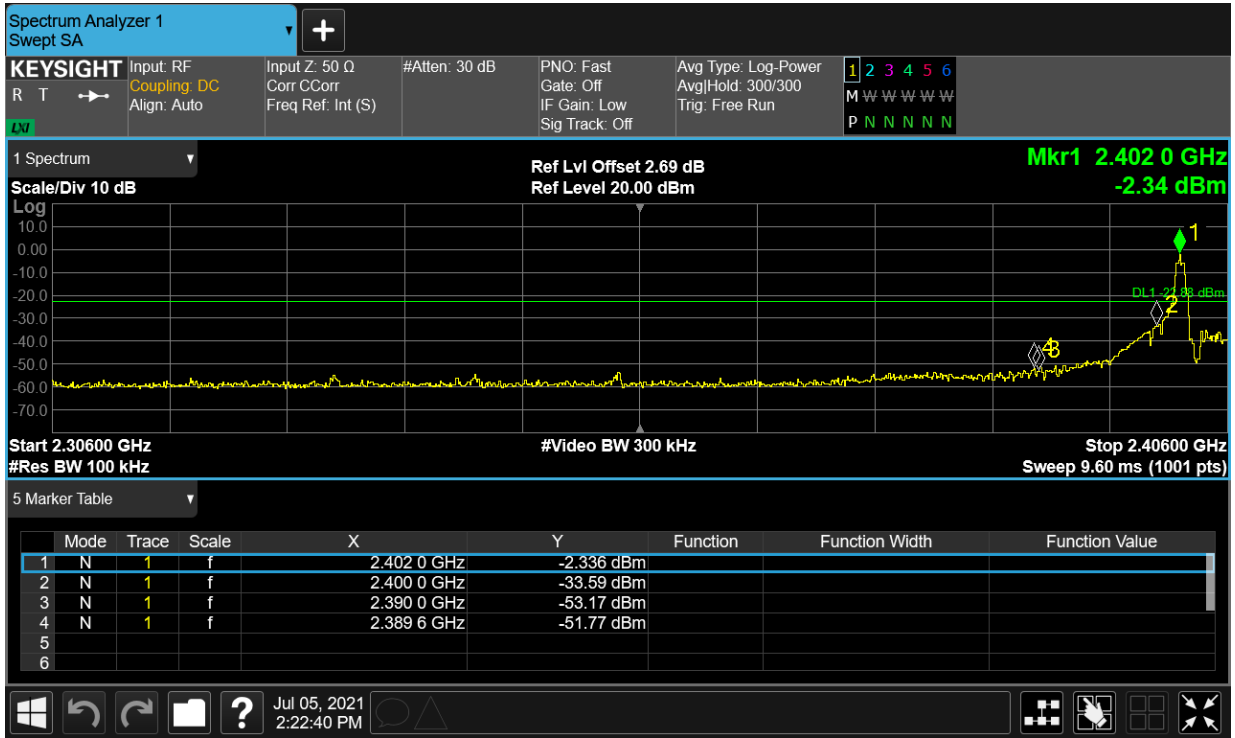 Spectrum Analyzer 1
Swept SA
+
KEYSIGHT
R T
LXI
Input: RF
Coupling: DC
Align: Auto
Input Z: 50 Ω
Corr CCorr
Freq Ref: Int (S)
#Atten: 30 dB
PNO: Fast
Gate: Off
IF Gain: Low
Sig Track: Off
Avg Type: Log-Power
Avg|Hold: 300/300
Trig: Free Run
1 2 3 4 5 6
M W W W W W
P N N N N N
1 Spectrum
Scale/Div 10 dB
Ref Lvl Offset 2.69 dB
Ref Level 20.00 dBm
Mkr1 2.402 0 GHz
-2.34 dBm
Log
10.0
0.00
-10.0
-20.0
-30.0
-40.0
-50.0
-60.0
-70.0
1
DL1 -22.88 dBm
2
4 3
Start 2.30600 GHz
#Res BW 100 kHz
#Video BW 300 kHz
Stop 2.40600 GHz
Sweep 9.60 ms (1001 pts)
5 Marker Table
Mode Trace Scale X Y Function Function Width Function Value
1 N 1 f 2.402 0 GHz -2.336 dBm
2 N 1 f 2.400 0 GHz -33.59 dBm
3 N 1 f 2.390 0 GHz -53.17 dBm
4 N 1 f 2.389 6 GHz -51.77 dBm
5
6
?
Jul 05, 2021
2:22:40 PM